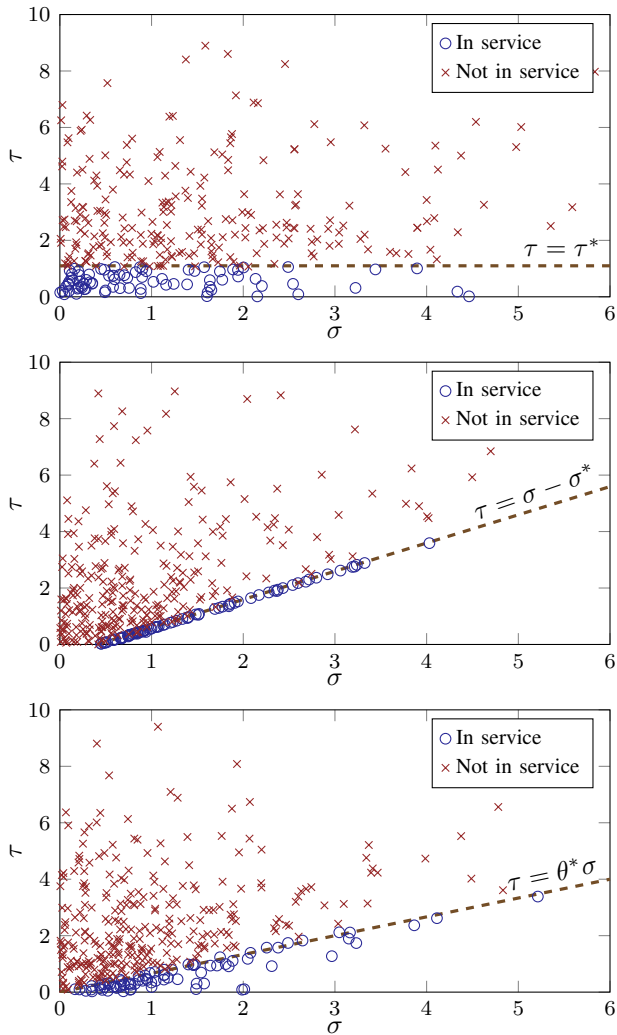 10
In service
Not in service
8
6
τ
4
2
τ = τ*
0
0 1 2 3 4 5 6
σ
10
In service
Not in service
8
6
τ = σ − σ*
τ
4
2
0
0 1 2 3 4 5 6
σ
10
In service
Not in service
8
6
τ
τ = θ* σ
4
2
0
0 1 2 3 4 5 6
σ